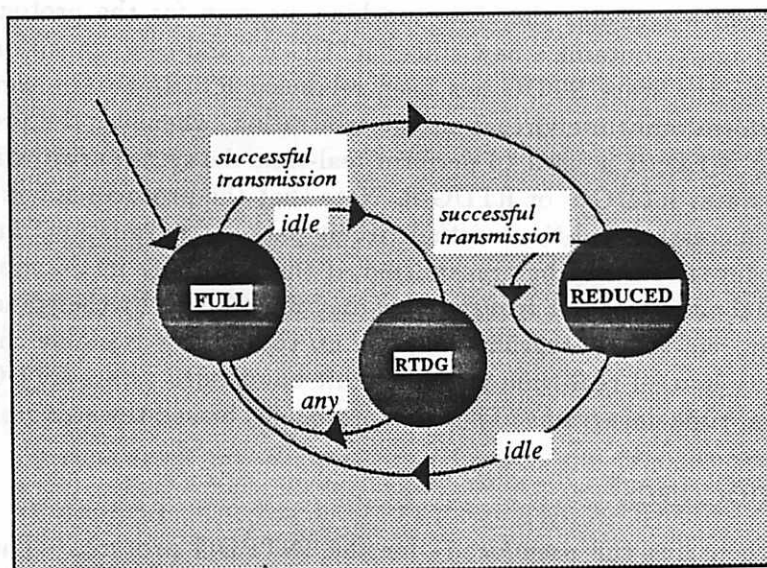 successful
transmission
idle
successful
transmission
FULL
REDUCED
RTDG
any
idle